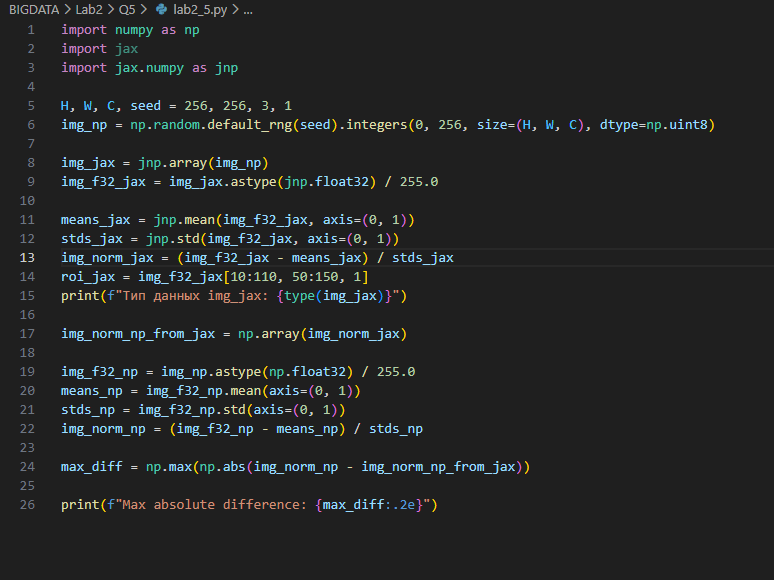 BIGDATA > Lab2 > Q5 > lab2_5.py > ...
1 import numpy as np
2 import jax
3 import jax.numpy as jnp
4
5 H, W, C, seed = 256, 256, 3, 1
6 img_np = np.random.default_rng(seed).integers(0, 256, size=(H, W, C), dtype=np.uint8)
7
8 img_jax = jnp.array(img_np)
9 img_f32_jax = img_jax.astype(jnp.float32) / 255.0
10
11 means_jax = jnp.mean(img_f32_jax, axis=(0, 1))
12 stds_jax = jnp.std(img_f32_jax, axis=(0, 1))
13 img_norm_jax = (img_f32_jax - means_jax) / stds_jax
14 roi_jax = img_f32_jax[10:110, 50:150, 1]
15 print(f"Тип данных img_jax: {type(img_jax)}")
16
17 img_norm_np_from_jax = np.array(img_norm_jax)
18
19 img_f32_np = img_np.astype(np.float32) / 255.0
20 means_np = img_f32_np.mean(axis=(0, 1))
21 stds_np = img_f32_np.std(axis=(0, 1))
22 img_norm_np = (img_f32_np - means_np) / stds_np
23
24 max_diff = np.max(np.abs(img_norm_np - img_norm_np_from_jax))
25
26 print(f"Max absolute difference: {max_diff:.2e}")